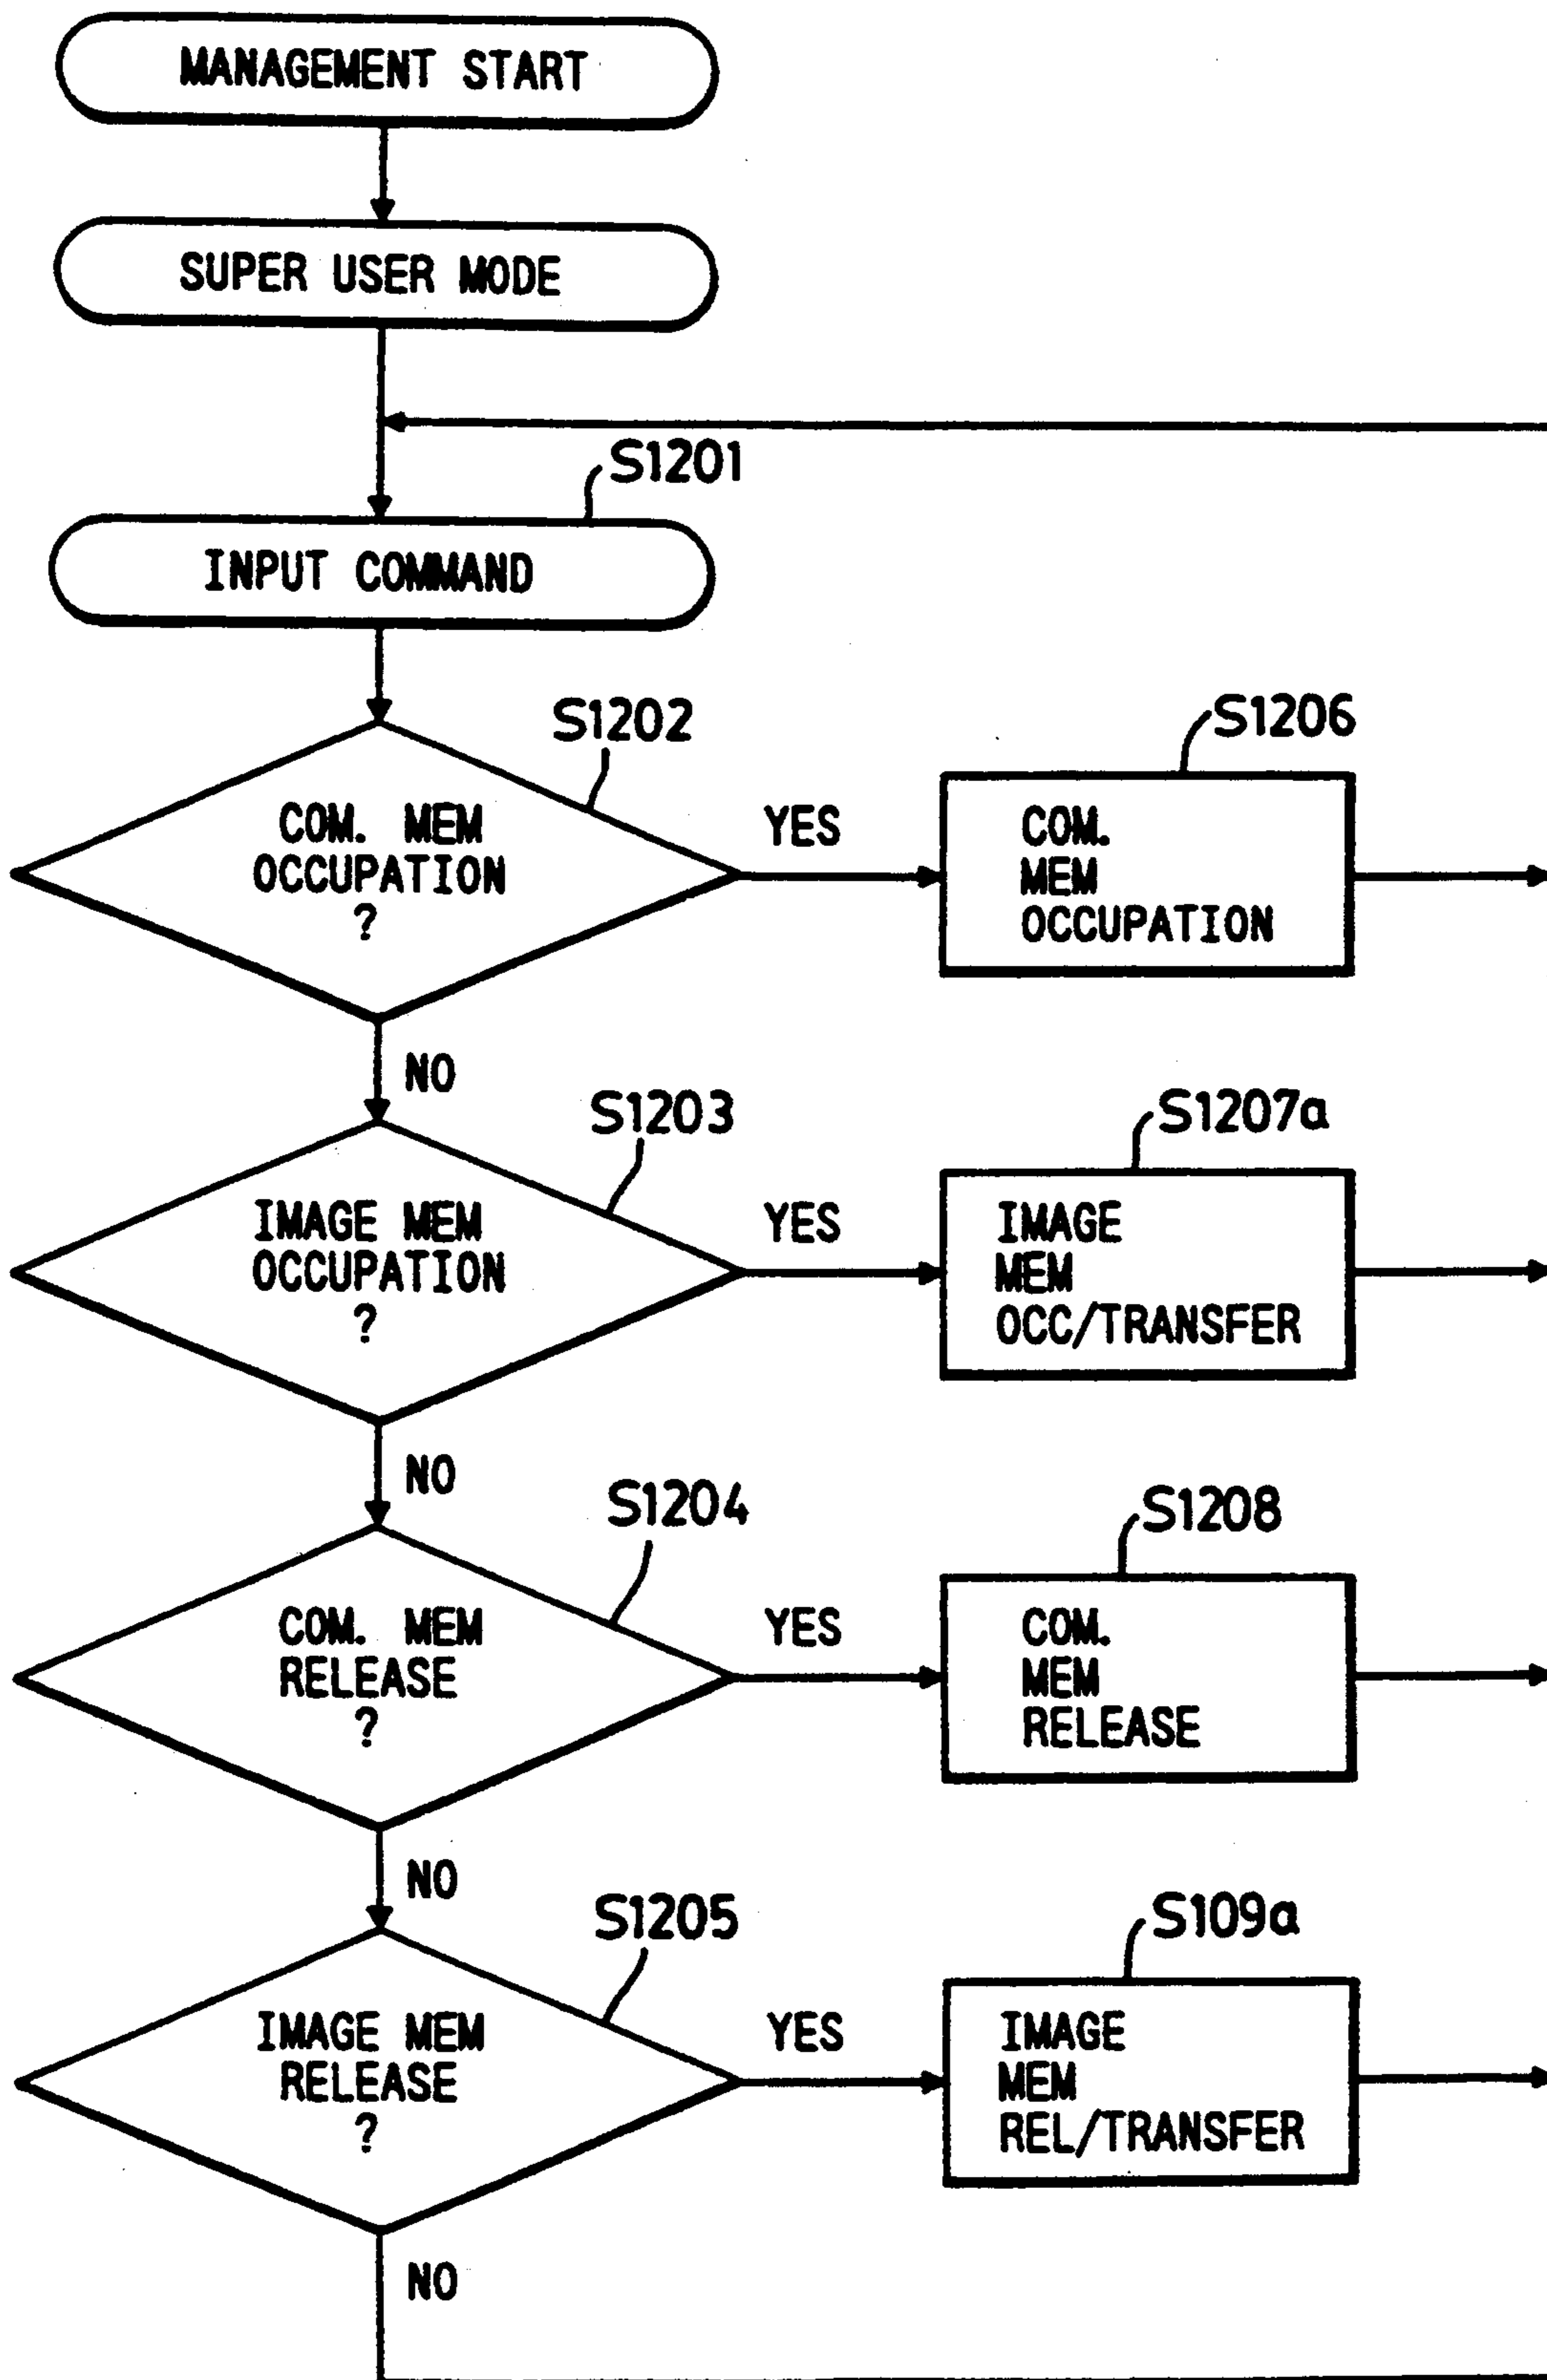 MANAGEMENT START
SUPER USER MODE
S1201
INPUT COMMAND
S1202
COM. MEM
OCCUPATION
?
YES
S1206
COM.
MEM
OCCUPATION
NO
S1203
IMAGE MEM
OCCUPATION
?
YES
S1207a
IMAGE
MEM
OCC/TRANSFER
NO
S1204
COM. MEM
RELEASE
?
YES
S1208
COM.
MEM
RELEASE
NO
S1205
IMAGE MEM
RELEASE
?
YES
S109a
IMAGE
MEM
REL/TRANSFER
NO